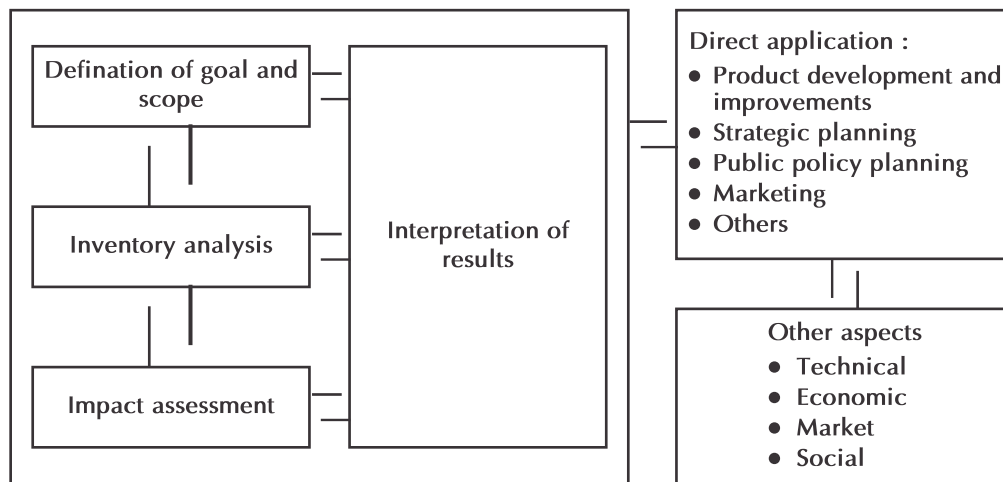 Defination of goal and
scope
Inventory analysis
Impact assessment
Interpretation of
results
Direct application :
● Product development and
improvements
● Strategic planning
● Public policy planning
● Marketing
● Others
Other aspects
● Technical
● Economic
● Market
● Social